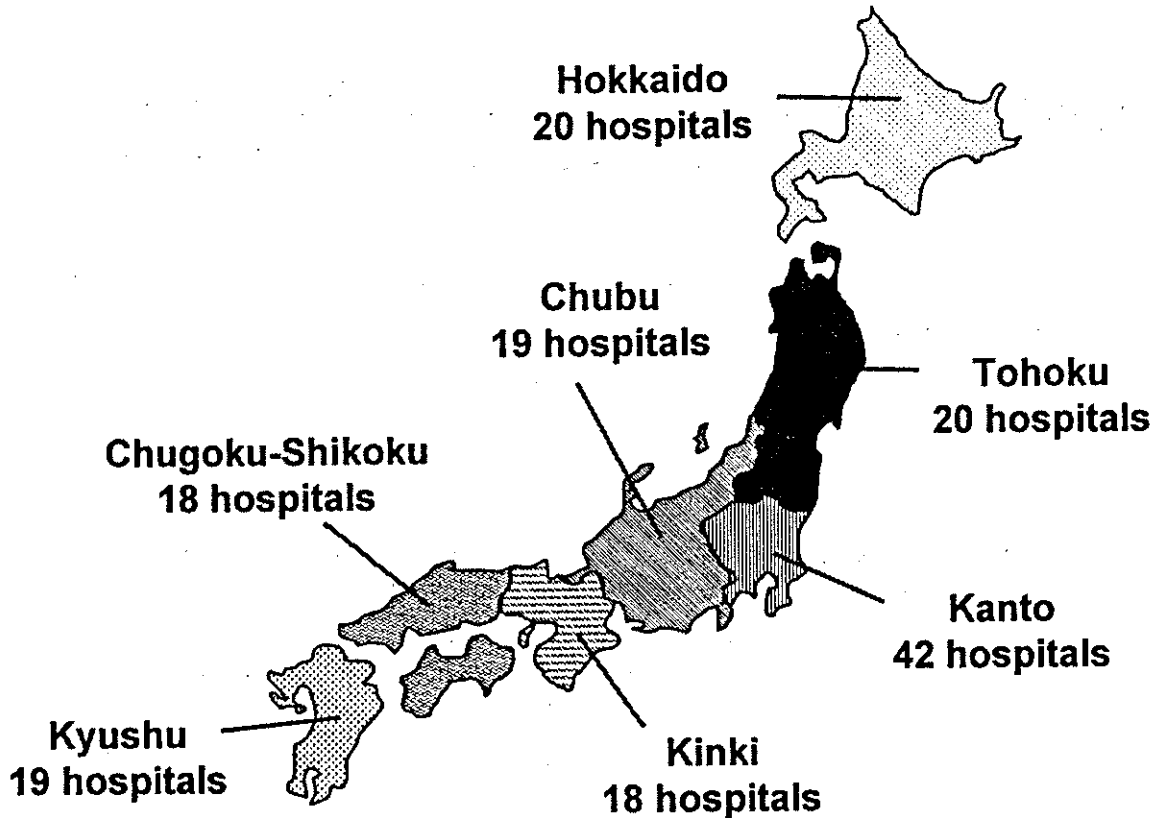 Hokkaido
20 hospitals
Chubu
19 hospitals
Tohoku
20 hospitals
Chugoku-Shikoku
18 hospitals
Kanto
42 hospitals
Kyushu
19 hospitals
Kinki
18 hospitals